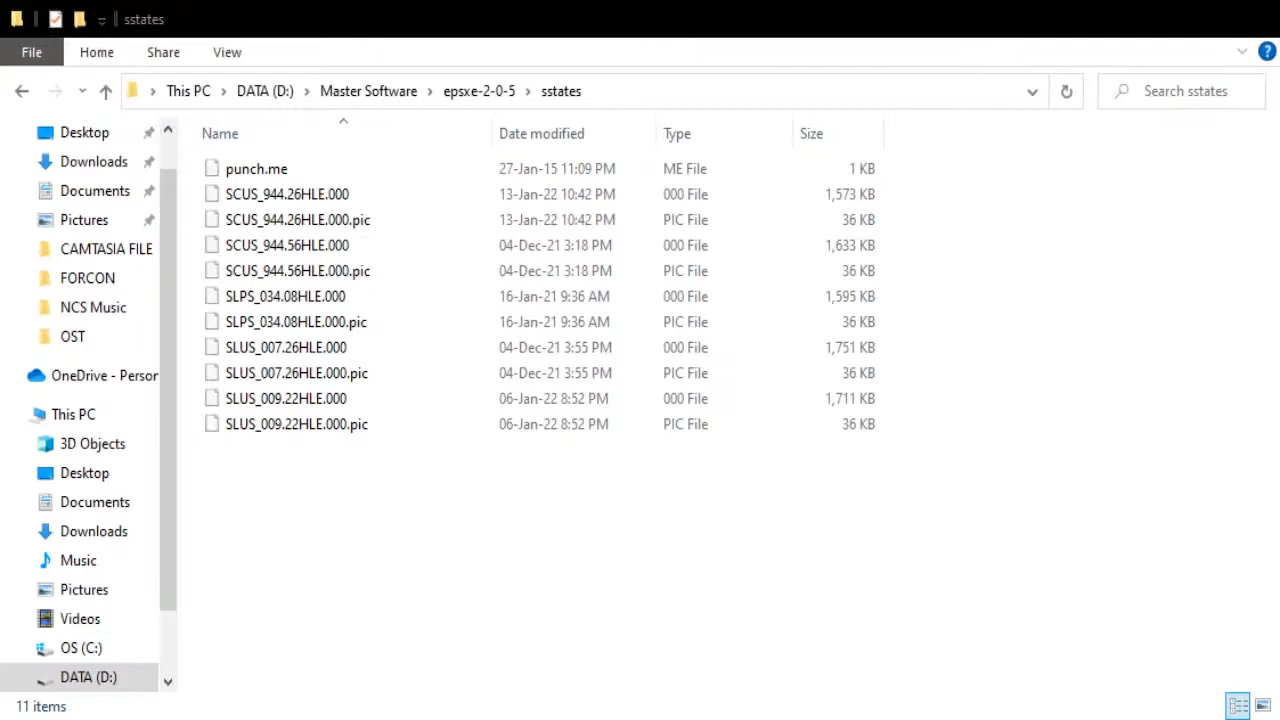 sstates
File Home Share View
This PC DATA (D:) Master Software epsxe-2-0-5 sstates Search sstates
Name Date modified Type Size
punch.me 27-Jan-15 11:09 PM ME File 1 KB
SCUS_944.26HLE.000 13-Jan-22 10:42 PM 000 File 1,573 KB
SCUS_944.26HLE.000.pic 13-Jan-22 10:42 PM PIC File 36 KB
SCUS_944.56HLE.000 04-Dec-21 3:18 PM 000 File 1,633 KB
SCUS_944.56HLE.000.pic 04-Dec-21 3:18 PM PIC File 36 KB
SLPS_034.08HLE.000 16-Jan-21 9:36 AM 000 File 1,595 KB
SLPS_034.08HLE.000.pic 16-Jan-21 9:36 AM PIC File 36 KB
SLUS_007.26HLE.000 04-Dec-21 3:55 PM 000 File 1,751 KB
SLUS_007.26HLE.000.pic 04-Dec-21 3:55 PM PIC File 36 KB
SLUS_009.22HLE.000 06-Jan-22 8:52 PM 000 File 1,711 KB
SLUS_009.22HLE.000.pic 06-Jan-22 8:52 PM PIC File 36 KB
Desktop
Downloads
Documents
Pictures
CAMTASIA FILE
FORCON
NCS Music
OST
OneDrive - Person
This PC
3D Objects
Desktop
Documents
Downloads
Music
Pictures
Videos
OS (C:)
DATA (D:)
11 items